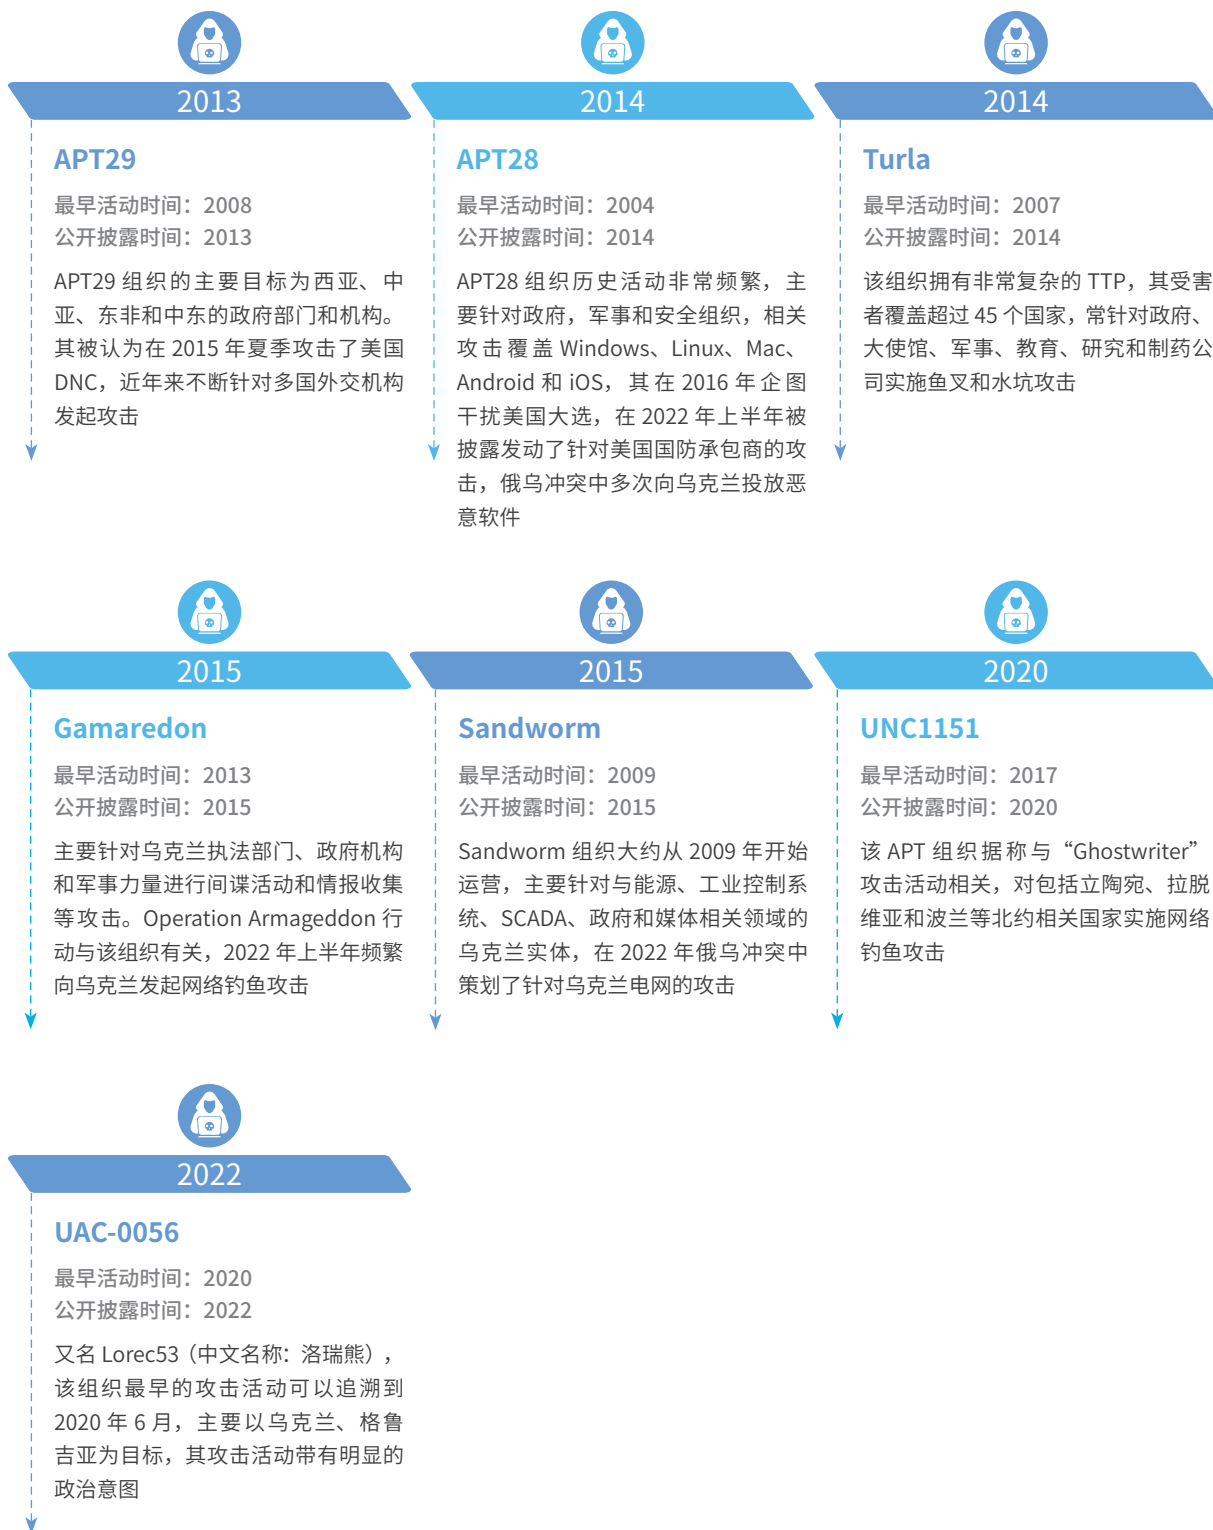 2013
APT29
最早活动时间：2008
公开披露时间：2013
APT29 组织的主要目标为西亚、中
亚、东非和中东的政府部门和机构。
其被认为在 2015 年夏季攻击了美国
DNC，近年来不断针对多国外交机构
发起攻击
2014
APT28
最早活动时间：2004
公开披露时间：2014
APT28 组织历史活动非常频繁，主
要针对政府，军事和安全组织，相关
攻击覆盖 Windows、Linux、Mac、
Android 和 iOS，其在 2016 年企图
干扰美国大选，在 2022 年上半年被
披露发动了针对美国国防承包商的攻
击，俄乌冲突中多次向乌克兰投放恶
意软件
2014
Turla
最早活动时间：2007
公开披露时间：2014
该组织拥有非常复杂的 TTP，其受害
者覆盖超过 45 个国家，常针对政府、
大使馆、军事、教育、研究和制药公
司实施鱼叉和水坑攻击
2015
Gamaredon
最早活动时间：2013
公开披露时间：2015
主要针对乌克兰执法部门、政府机构
和军事力量进行间谍活动和情报收集
等攻击。Operation Armageddon 行
动与该组织有关，2022 年上半年频繁
向乌克兰发起网络钓鱼攻击
2015
Sandworm
最早活动时间：2009
公开披露时间：2015
Sandworm 组织大约从 2009 年开始
运营，主要针对与能源、工业控制系
统、SCADA、政府和媒体相关领域的
乌克兰实体，在 2022 年俄乌冲突中
策划了针对乌克兰电网的攻击
2020
UNC1151
最早活动时间：2017
公开披露时间：2020
该 APT 组织据称与“Ghostwriter”
攻击活动相关，对包括立陶宛、拉脱
维亚和波兰等北约相关国家实施网络
钓鱼攻击
2022
UAC-0056
最早活动时间：2020
公开披露时间：2022
又名 Lorec53（中文名称：洛瑞熊），
该组织最早的攻击活动可以追溯到
2020 年 6 月，主要以乌克兰、格鲁
吉亚为目标，其攻击活动带有明显的
政治意图